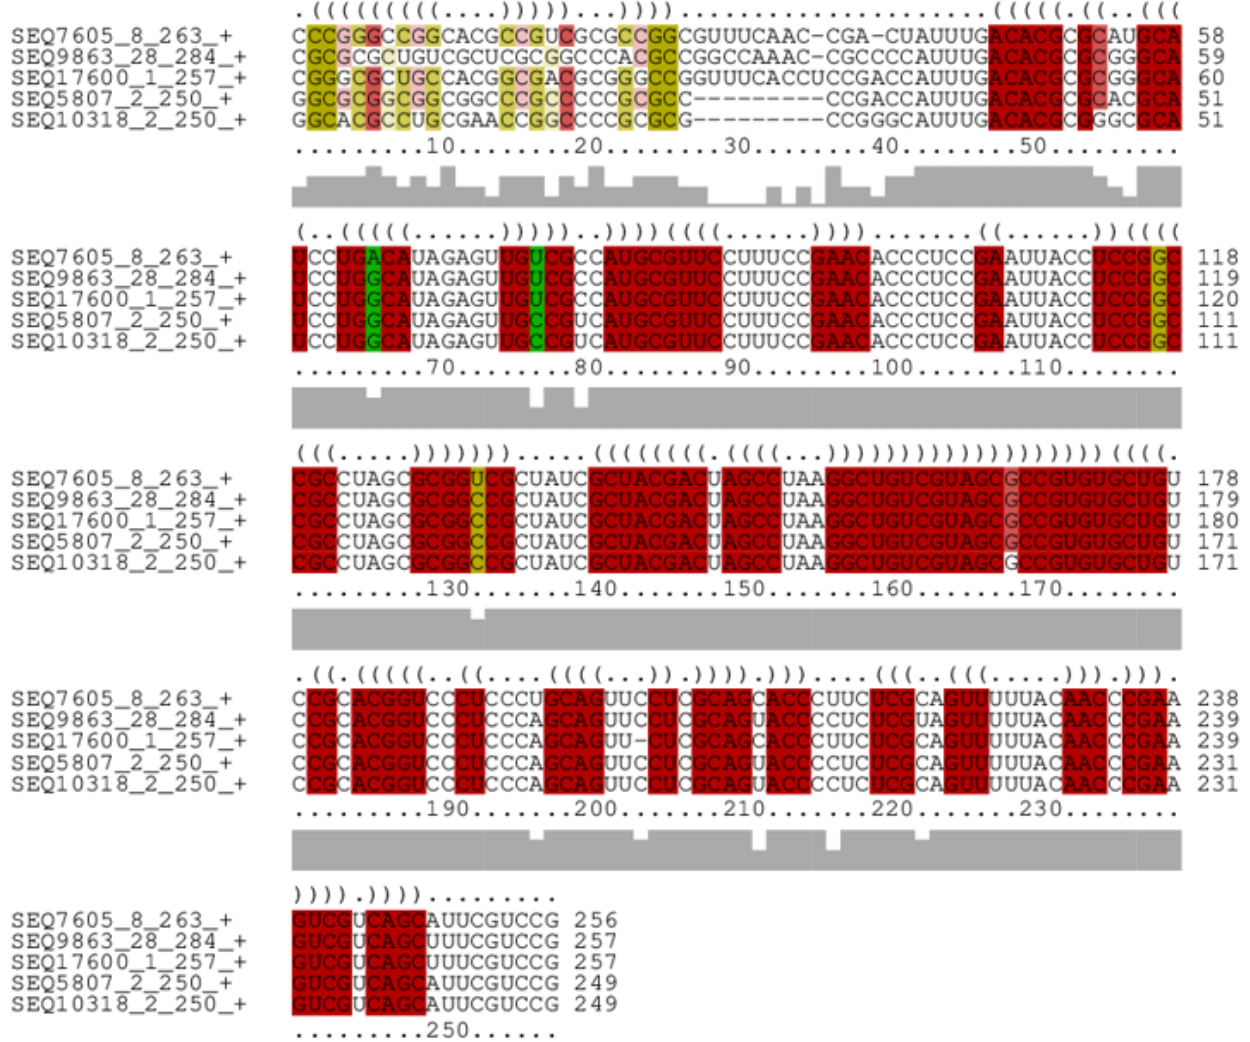 .(((((((((....)))))...)))).....................(((((.((..(((
SEQ7605_8_263_+ CCCGGGCCGGCACGCCGUCGCGCCGGCGUUUCAAC-CGA-CUAUUUGACACGCGCAUGCA 58
SEQ9863_28_284_+ CGCGCGCUGUCGCUCGCGGCCCACGCCGGCCAAAC-CGCCCCAUUUGACACGCGCGGGCA 59
SEQ17600_1_257_+ CGGGCGCUGCCACGGCGACGCGGGCCGGUUUCACCUCCGACCAUUUGACACGCGCGGGCA 60
SEQ5807_2_250_+ GGCGCGGCGGCGGCCCGCCCCCGCGCC---------CCGACCAUUUGACACGCGCACGCA 51
SEQ10318_2_250_+ GGCACGCCUGCGAACCGGCCCCGCGCG---------CCGGGCAUUUGACACGCGGGCGCA 51
.........10........20........30........40........50.........
(..(((((......)))))..))))((((......)))).......((......))((((
SEQ7605_8_263_+ UCCUGACAUAGAGUUGUCGCCAUGCGUUCCUUUCCGAACACCCUCCGAAUUACCUCCGGC 118
SEQ9863_28_284_+ UCCUGGCAUAGAGUUGUCGCCAUGCGUUCCUUUCCGAACACCCUCCGAAUUACCUCCGGC 119
SEQ17600_1_257_+ UCCUGGCAUAGAGUUGUCGCCAUGCGUUCCUUUCCGAACACCCUCCGAAUUACCUCCGGC 120
SEQ5807_2_250_+ UCCUGGCAUAGAGUUGCCGUCAUGCGUUCCUUUCCGAACACCCUCCGAAUUACCUCCGGC 111
SEQ10318_2_250_+ UCCUGGCAUAGAGUUGCCGUCAUGCGUUCCUUUCCGAACACCCUCCGAAUUACCUCCGGC 111
.........70........80........90........100.......110.........
(((.....))))))).....((((((((.((((...)))))))))))))))))))((((.
SEQ7605_8_263_+ CGCCUAGCGCGGUCGCUAUCGCUACGACUAGCCUAAGGCUGUCGUAGCGCCGUGUGCUGU 178
SEQ9863_28_284_+ CGCCUAGCGCGGCCGCUAUCGCUACGACUAGCCUAAGGCUGUCGUAGCGCCGUGUGCUGU 179
SEQ17600_1_257_+ CGCCUAGCGCGGCCGCUAUCGCUACGACUAGCCUAAGGCUGUCGUAGCGCCGUGUGCUGU 180
SEQ5807_2_250_+ CGCCUAGCGCGGCCGCUAUCGCUACGACUAGCCUAAGGCUGUCGUAGCGCCGUGUGCUGU 171
SEQ10318_2_250_+ CGCCUAGCGCGGCCGCUAUCGCUACGACUAGCCUAAGGCUGUCGUAGCGCCGUGUGCUGU 171
.........130.......140.......150.......160.......170.........
.((.(((((..((....((((...)).)))).)))....(((..(((.....))).))).
SEQ7605_8_263_+ CCGCACGGUCCCUCCCUGCAGUUCCUCGCAGCACCCUUCUCGCAGUUUUUACAACCCGAA 238
SEQ9863_28_284_+ CCGCACGGUCCCUCCCAGCAGUUCCUCGCAGUACCCCUCUCGUAGUUUUUACAACCCGAA 239
SEQ17600_1_257_+ CCGCACGGUCCCUCCCAGCAGUU-CUCGCAGCACCCUUCUCGCAGUUUUUACAACCCGAA 239
SEQ5807_2_250_+ CCGCACGGUCCCUCCCAGCAGUUCCUCGCAGUACCCCUCUCGCAGUUUUUACAACCCGAA 231
SEQ10318_2_250_+ CCGCACGGUCCCUCCCAGCAGUUCCUCGCAGUACCCCUCUCGCAGUUUUUACAACCCGAA 231
.........190.......200.......210.......220.......230.........
)))).)))).........
SEQ7605_8_263_+ GUCGUCAGCAUUCGUCCG 256
SEQ9863_28_284_+ GUCGUCAGCUUUCGUCCG 257
SEQ17600_1_257_+ GUCGUCAGCUUUCGUCCG 257
SEQ5807_2_250_+ GUCGUCAGCAUUCGUCCG 249
SEQ10318_2_250_+ GUCGUCAGCAUUCGUCCG 249
.........250......